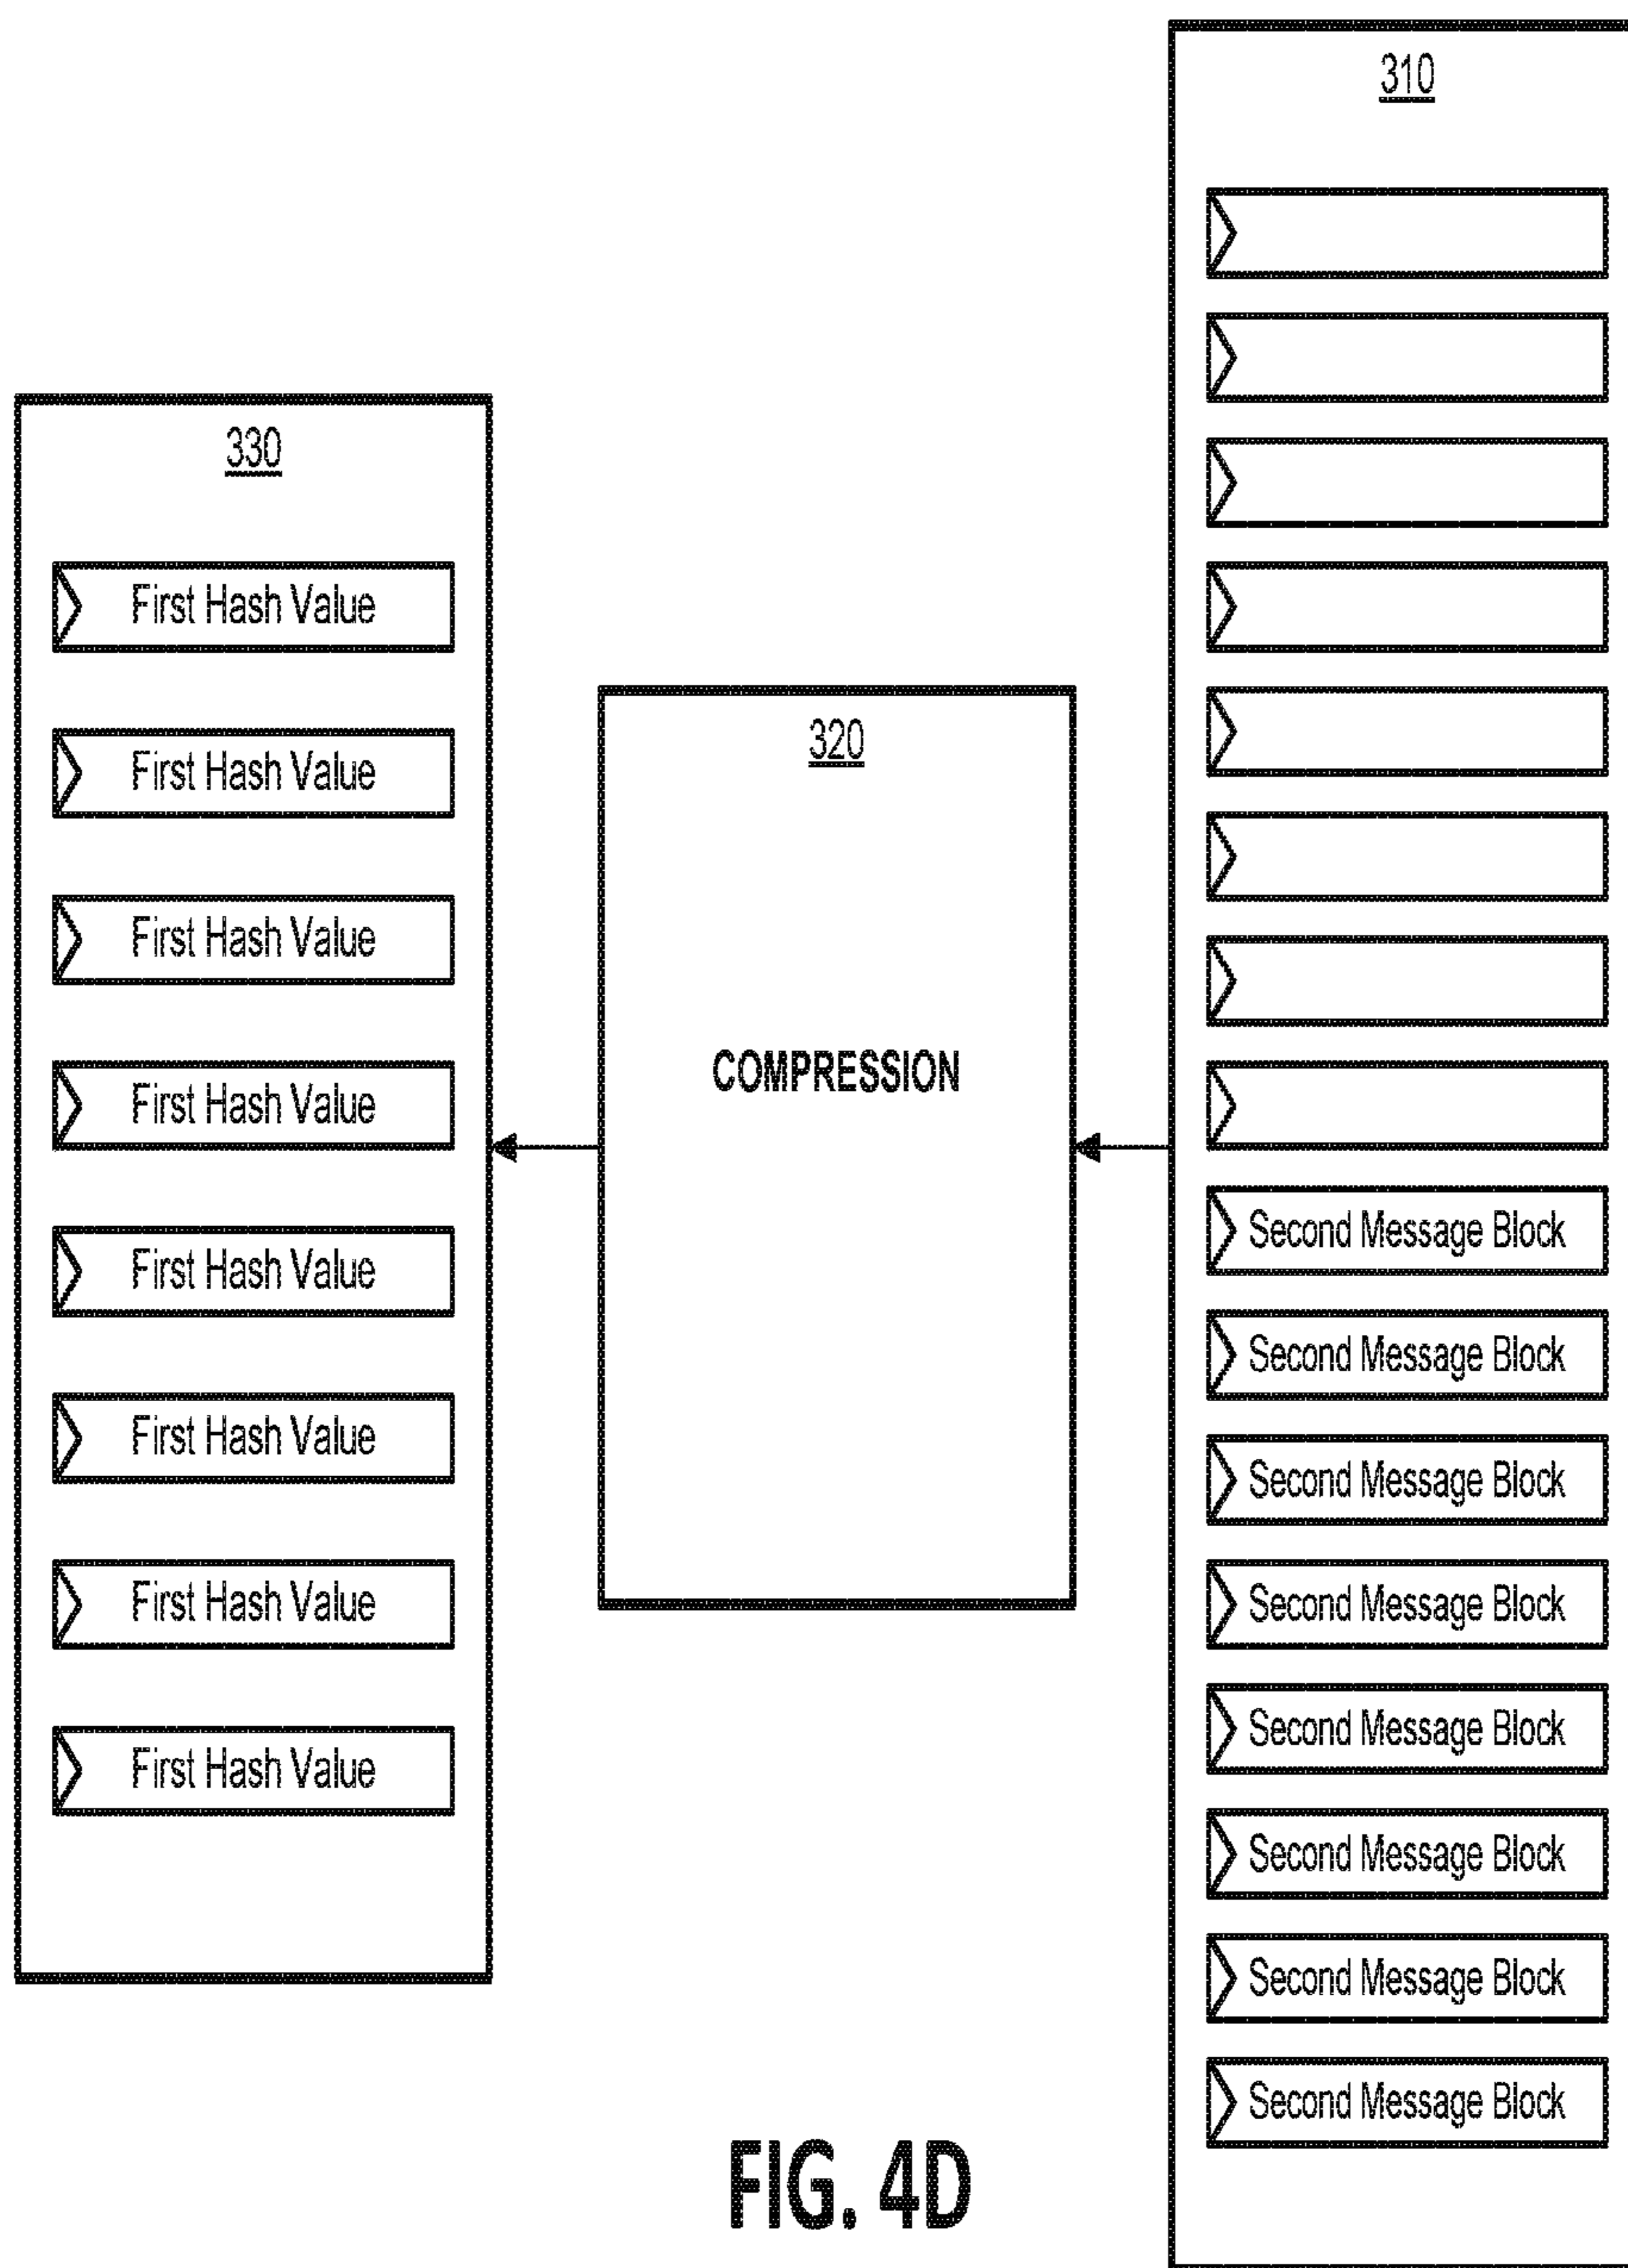 330
First Hash Value
First Hash Value
First Hash Value
First Hash Value
First Hash Value
First Hash Value
First Hash Value
First Hash Value
320
COMPRESSION
310
Second Message Block
Second Message Block
Second Message Block
Second Message Block
Second Message Block
Second Message Block
Second Message Block
Second Message Block
FIG. 4D